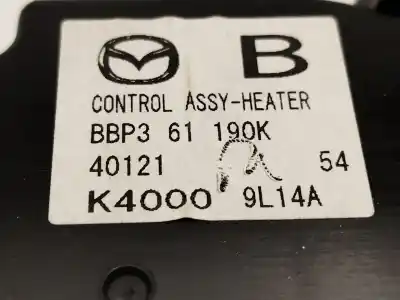 B
CONTROL ASSY-HEATER
BBP3 61 190K
40121 54
K4000 9L14A